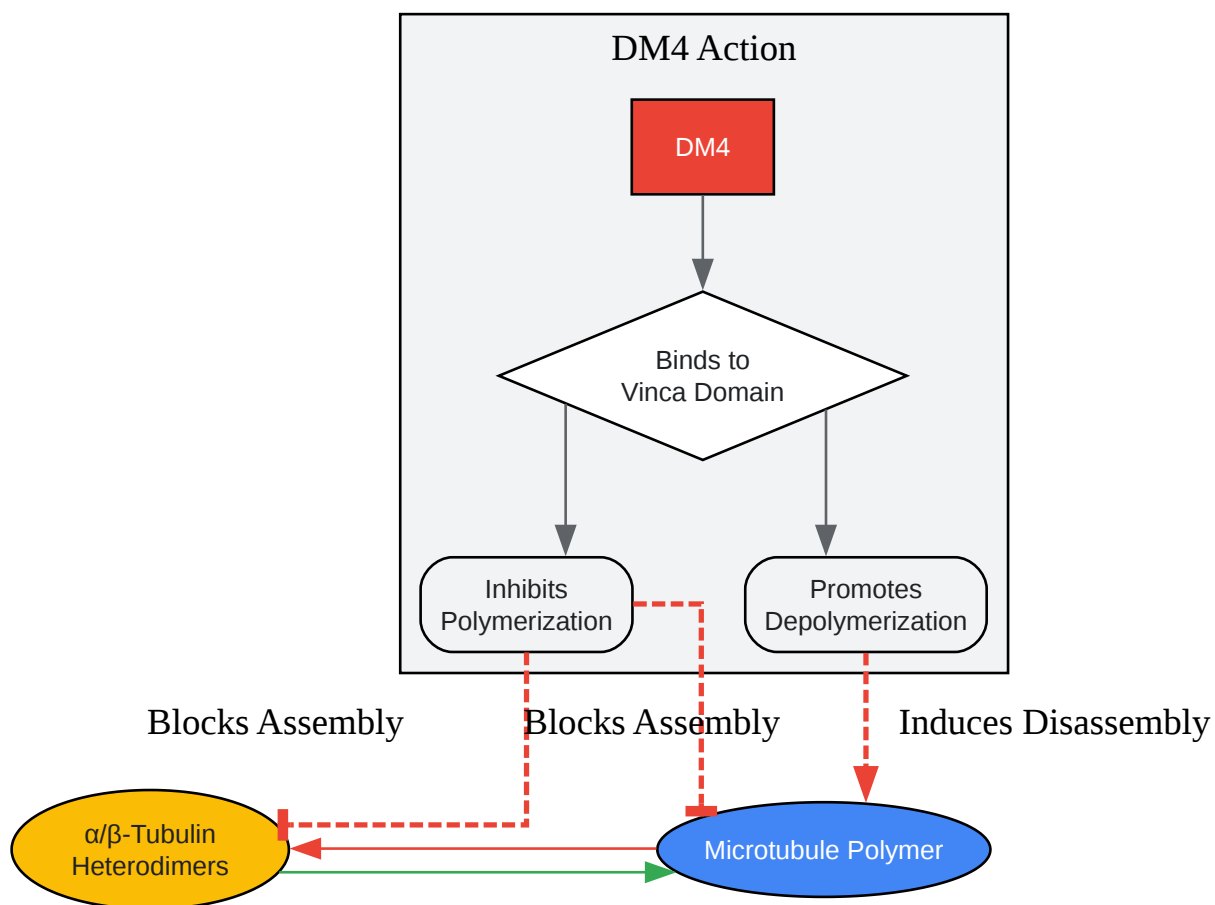 DM4 Action
DM4
Binds to
Vinca Domain
Inhibits
Polymerization
Promotes
Depolymerization
Blocks Assembly
Blocks Assembly
Induces Disassembly
α/β-Tubulin
Heterodimers
Microtubule Polymer